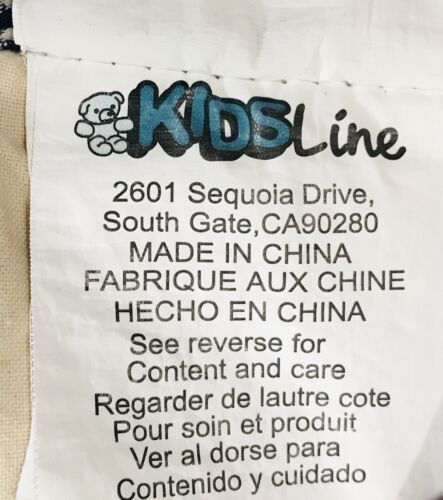 KIDSLine
2601 Sequoia Drive,
South Gate,CA90280
MADE IN CHINA
FABRIQUE AUX CHINE
HECHO EN CHINA
See reverse for
Content and care
Regarder de lautre cote
Pour soin et produit
Ver al dorse para
Contenido y cuidado